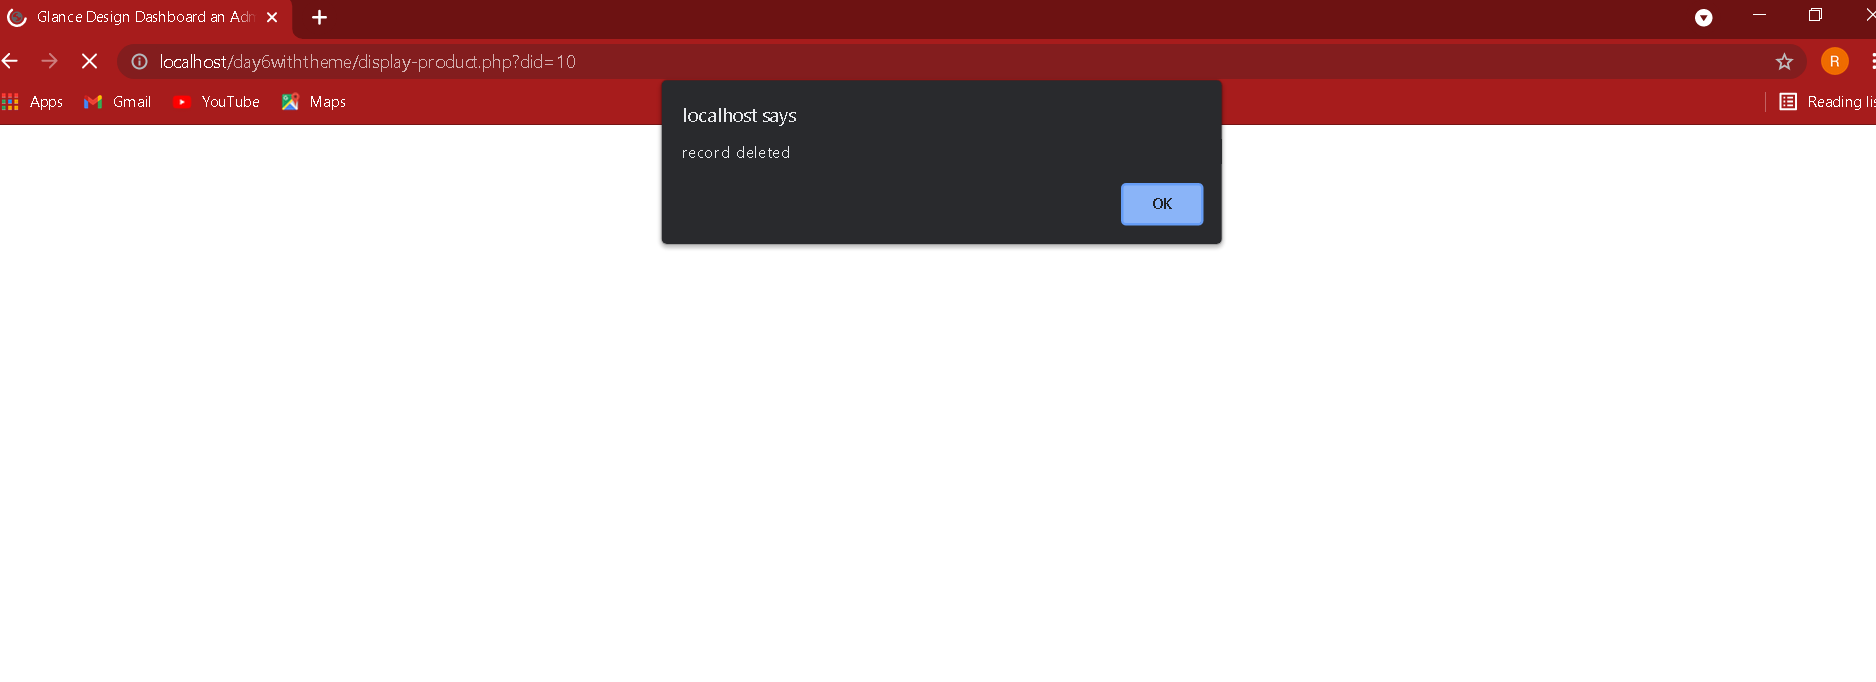 Glance Design Dashboard an Adm
localhost/day6withtheme/display-product.php?did=10
R
Apps
Gmail
YouTube
Maps
Reading lis
localhost says
record deleted
OK